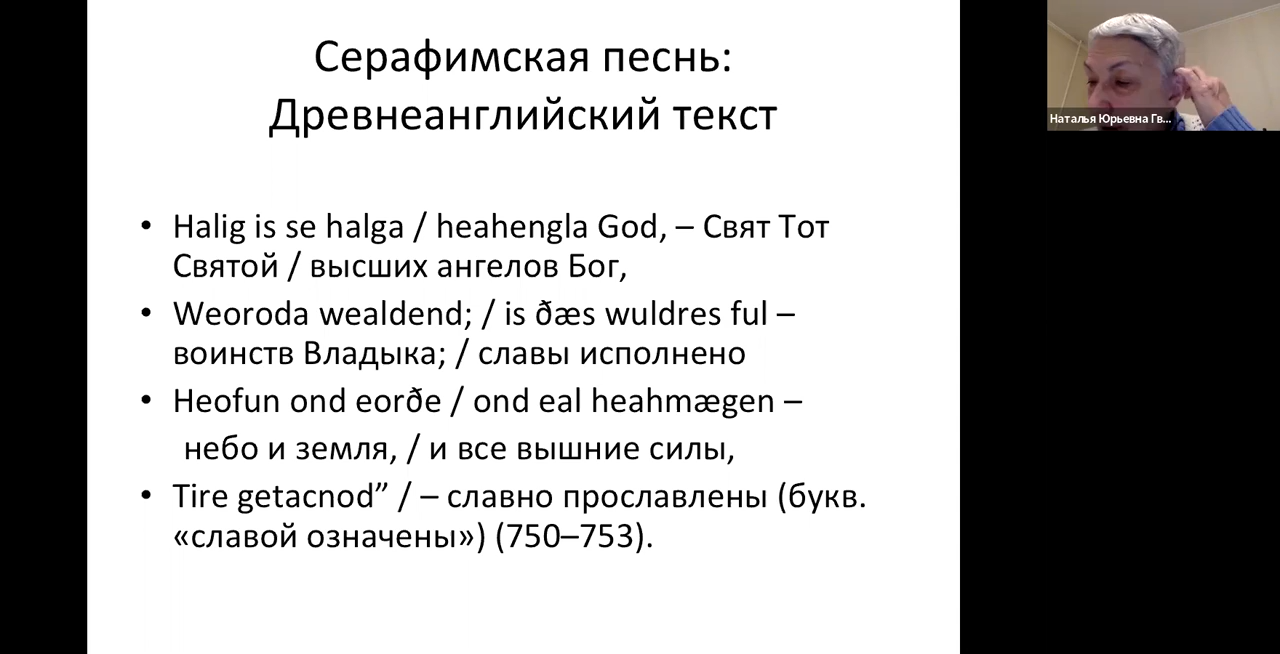 Серафимская песнь:
Древнеанглийский текст
• Halig is se halga / heahengla God, – Свят Тот
Святой / высших ангелов Бог,
• Weoroda wealdend; / is ðæs wuldres ful –
воинств Владыка; / славы исполнено
• Heofun ond eorðe / ond eal heahmægen –
небо и земля, / и все вышние силы,
• Tire getacnod” / – славно прославлены (букв.
«славой означены») (750–753).
Наталья Юрьевна Гв...